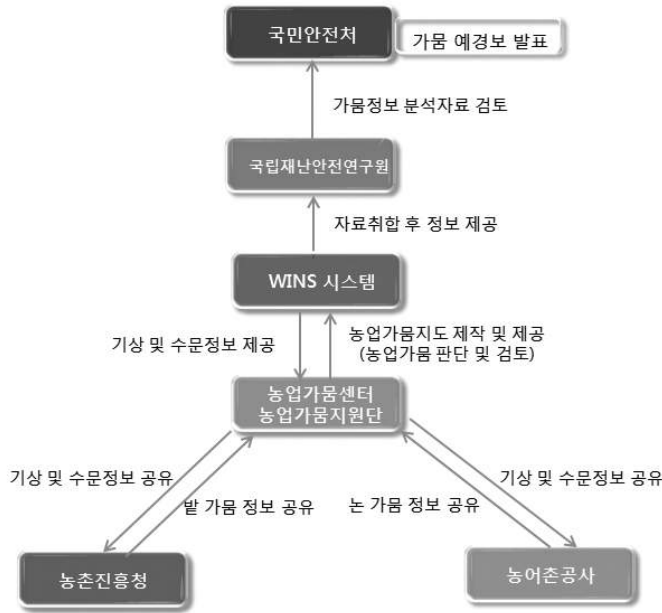 국민안전처
가뭄 예경보 발표
가뭄정보 분석자료 검토
국립재난안전연구원
자료취합 후 정보 제공
WINS 시스템
기상 및 수문정보 제공
농업가뭄지도 제작 및 제공
(농업가뭄 판단 및 검토)
농업가뭄센터
농업가뭄지원단
기상 및 수문정보 공유
밭 가뭄 정보 공유
논 가뭄 정보 공유
기상 및 수문정보 공유
농촌진흥청
농어촌공사